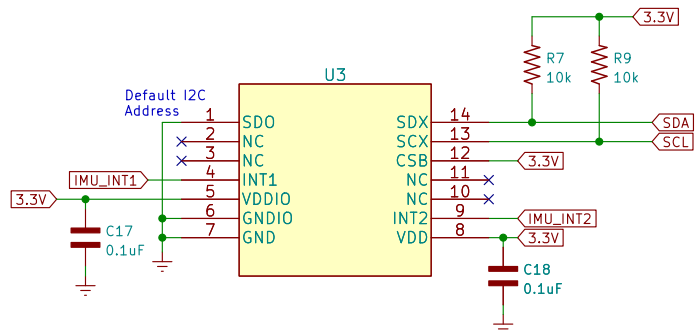 3.3V
R7
10k
R9
10k
U3
Default I2C
Address
1
SDO
2
NC
3
NC
4
INT1
5
VDDIO
6
GNDIO
7
GND
SDX
14
SCX
13
CSB
12
NC
11
NC
10
INT2
9
VDD
8
SDA
SCL
3.3V
IMU_INT1
3.3V
IMU_INT2
3.3V
C17
0.1uF
C18
0.1uF